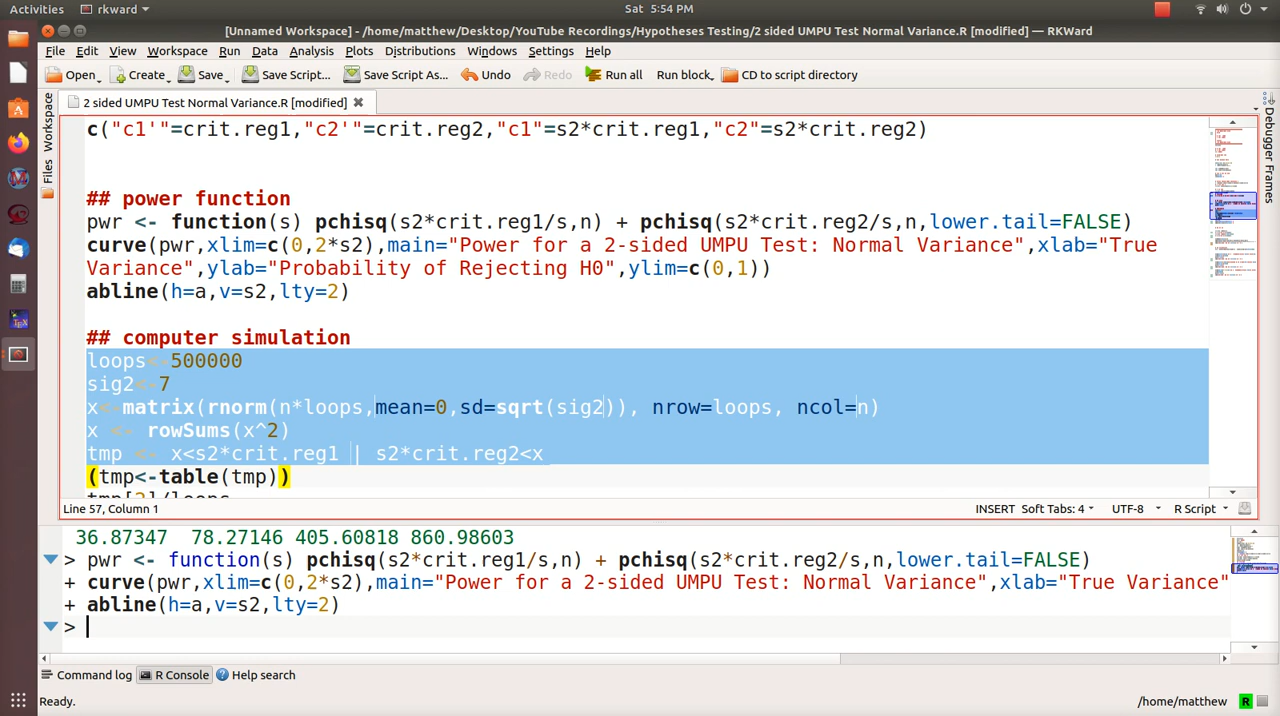 Activities rkward Sat 5:54 PM
[Unnamed Workspace] - /home/matthew/Desktop/YouTube Recordings/Hypotheses Testing/2 sided UMPU Test Normal Variance.R [modified] — RKWard
File Edit View Workspace Run Data Analysis Plots Distributions Windows Settings Help
Open Create Save Save Script... Save Script As... Undo Redo Run all Run block CD to script directory
2 sided UMPU Test Normal Variance.R [modified]
Workspace
Files
Debugger Frames
c("c1'"=crit.reg1,"c2'"=crit.reg2,"c1"=s2*crit.reg1,"c2"=s2*crit.reg2)
## power function
pwr <- function(s) pchisq(s2*crit.reg1/s,n) + pchisq(s2*crit.reg2/s,n,lower.tail=FALSE)
curve(pwr,xlim=c(0,2*s2),main="Power for a 2-sided UMPU Test: Normal Variance",xlab="True
Variance",ylab="Probability of Rejecting H0",ylim=c(0,1))
abline(h=a,v=s2,lty=2)
## computer simulation
loops<-500000
sig2<-7
x<-matrix(rnorm(n*loops,mean=0,sd=sqrt(sig2)), nrow=loops, ncol=n)
x <- rowSums(x^2)
tmp <- x<s2*crit.reg1 | s2*crit.reg2<x
(tmp<-table(tmp))
tmp[2]/loops
Line 57, Column 1 INSERT Soft Tabs: 4 UTF-8 R Script
36.87347 78.27146 405.60818 860.98603
> pwr <- function(s) pchisq(s2*crit.reg1/s,n) + pchisq(s2*crit.reg2/s,n,lower.tail=FALSE)
+ curve(pwr,xlim=c(0,2*s2),main="Power for a 2-sided UMPU Test: Normal Variance",xlab="True Variance"
+ abline(h=a,v=s2,lty=2)
>
Command log R Console Help search
Ready. /home/matthew R